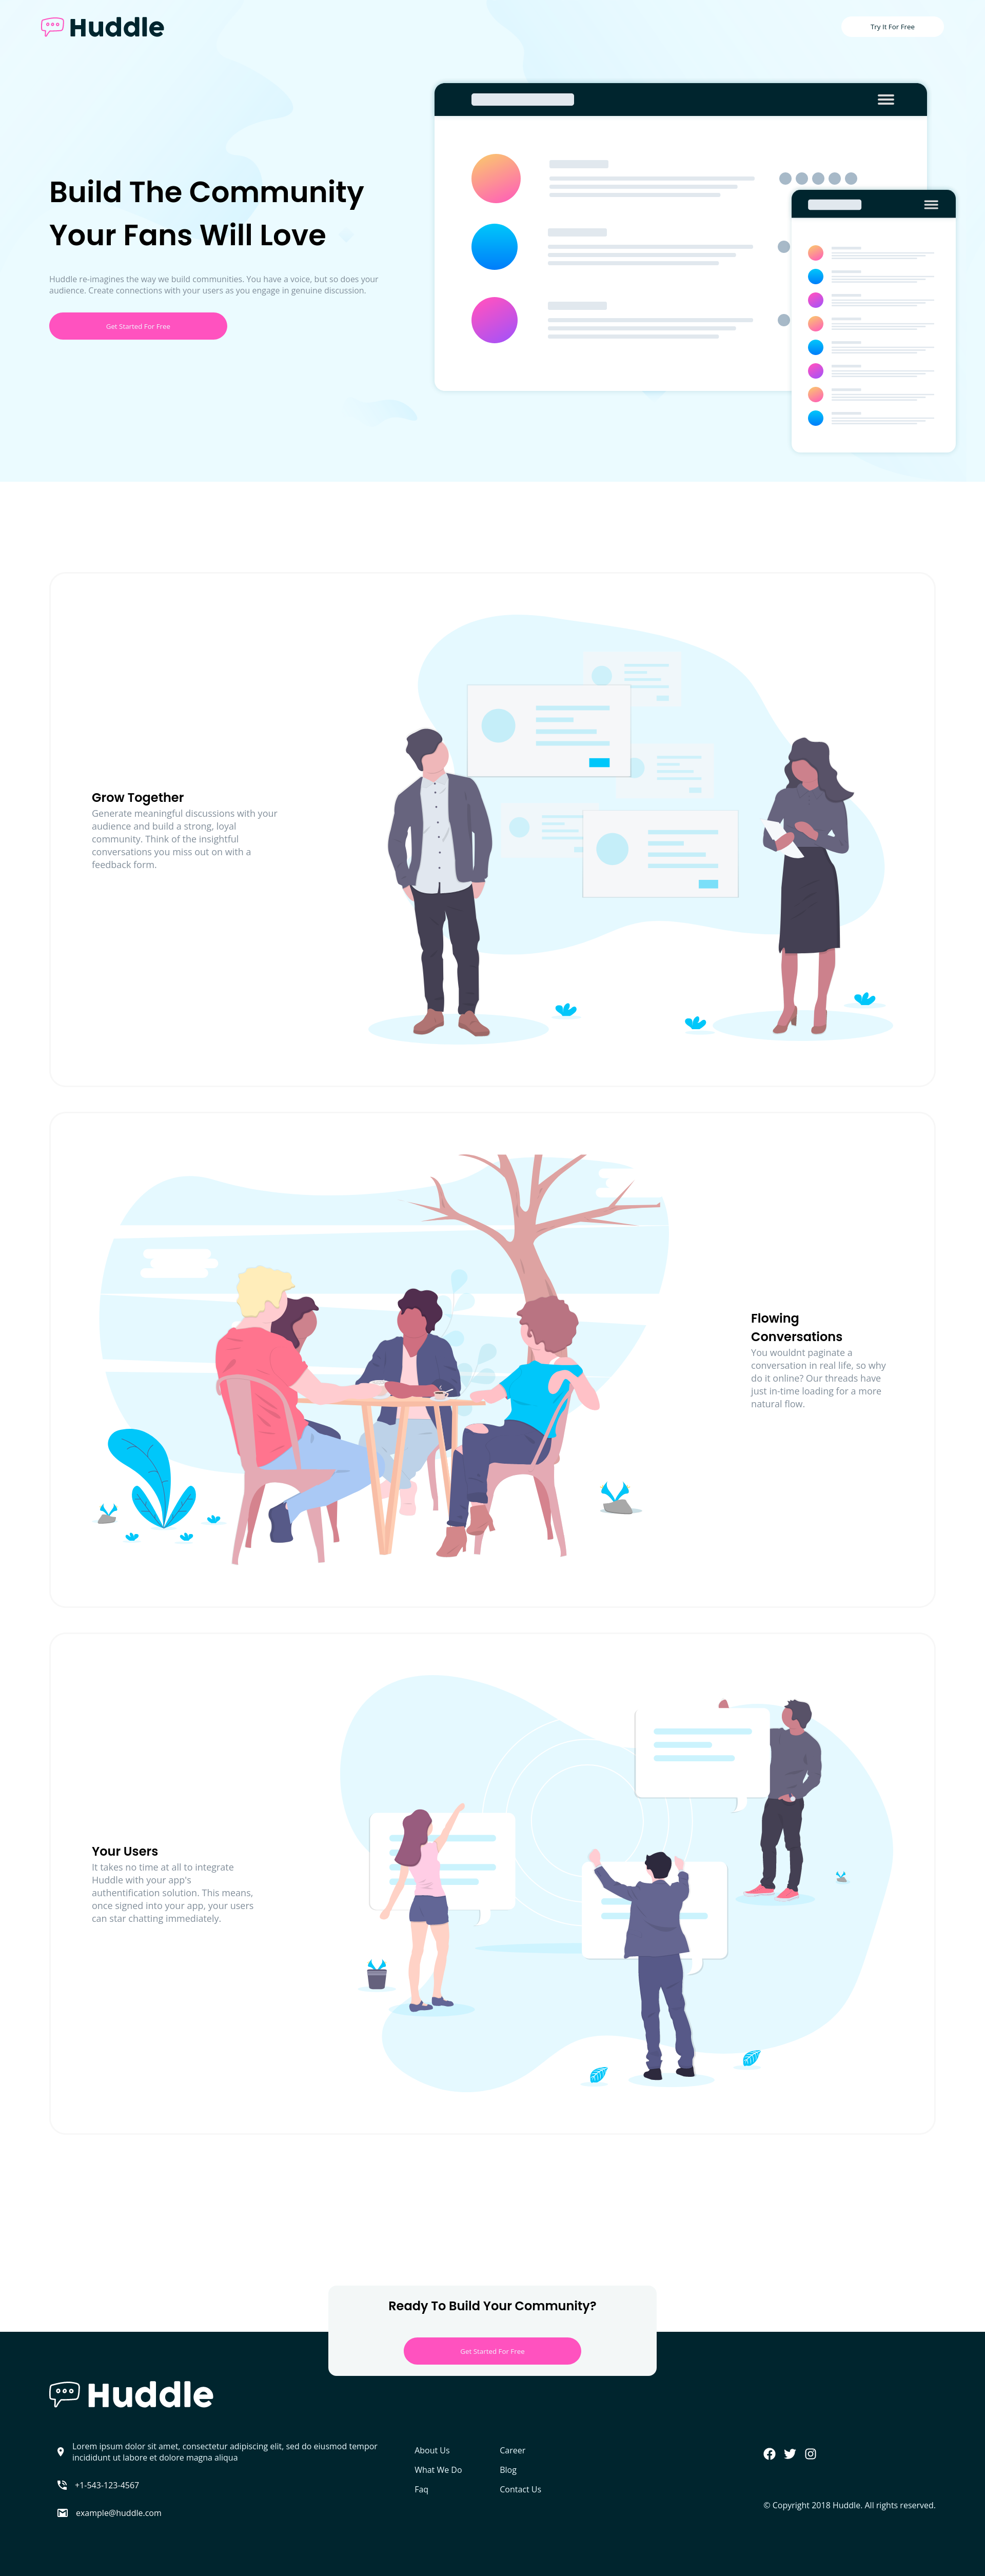 Huddle
Try It For Free
Build The Community
Your Fans Will Love
Huddle re-imagines the way we build communities. You have a voice, but so does your
audience. Create connections with your users as you engage in genuine discussion.
Get Started For Free
Grow Together
Generate meaningful discussions with your
audience and build a strong, loyal
community. Think of the insightful
conversations you miss out on with a
feedback form.
Flowing
Conversations
You wouldnt paginate a
conversation in real life, so why
do it online? Our threads have
just in-time loading for a more
natural flow.
Your Users
It takes no time at all to integrate
Huddle with your app's
authentification solution. This means,
once signed into your app, your users
can star chatting immediately.
Ready To Build Your Community?
Get Started For Free
Huddle
Lorem ipsum dolor sit amet, consectetur adipiscing elit, sed do eiusmod tempor
incididunt ut labore et dolore magna aliqua
+1-543-123-4567
example@huddle.com
About Us
What We Do
Faq
Career
Blog
Contact Us
© Copyright 2018 Huddle. All rights reserved.